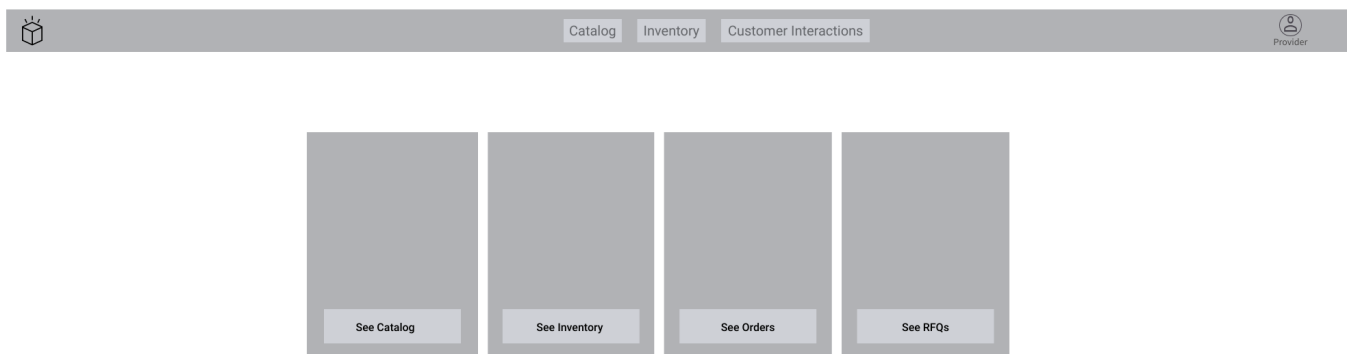 Catalog
Inventory
Customer Interactions
Provider
See Catalog
See Inventory
See Orders
See RFQs